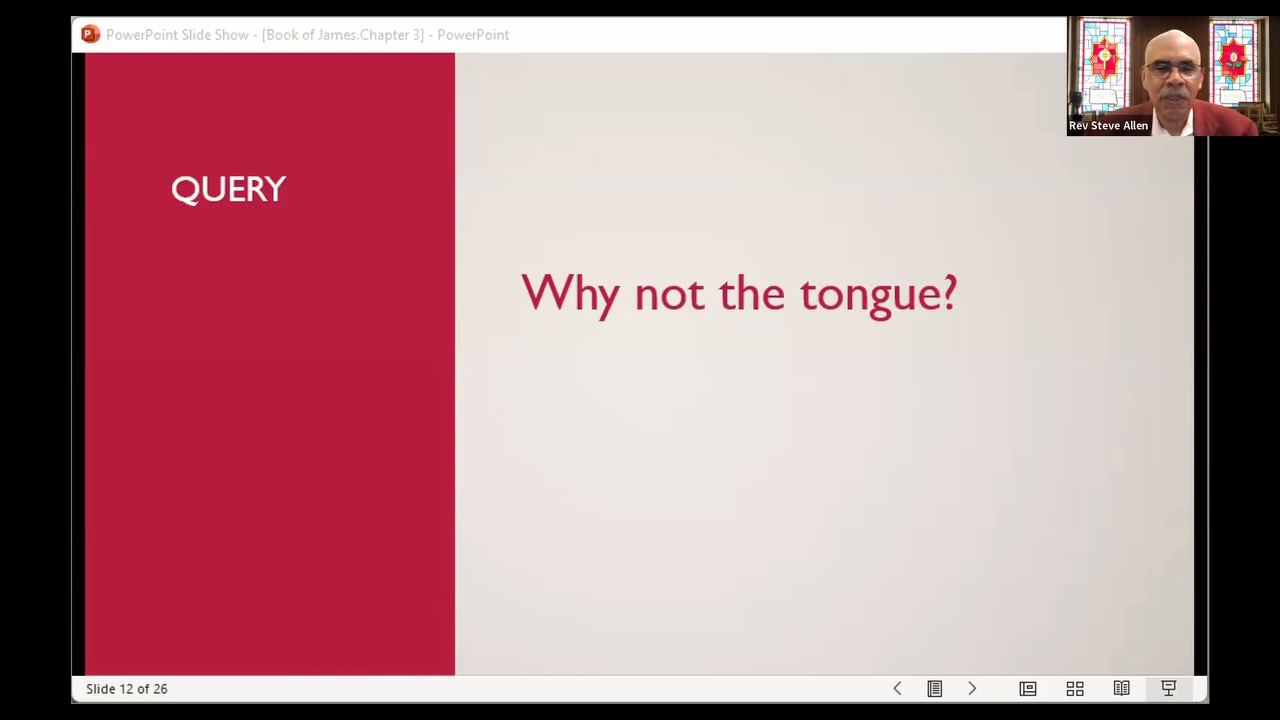 PowerPoint Slide Show - [Book of James.Chapter 3] - PowerPoint
Rev Steve Allen
QUERY
Why not the tongue?
Slide 12 of 26